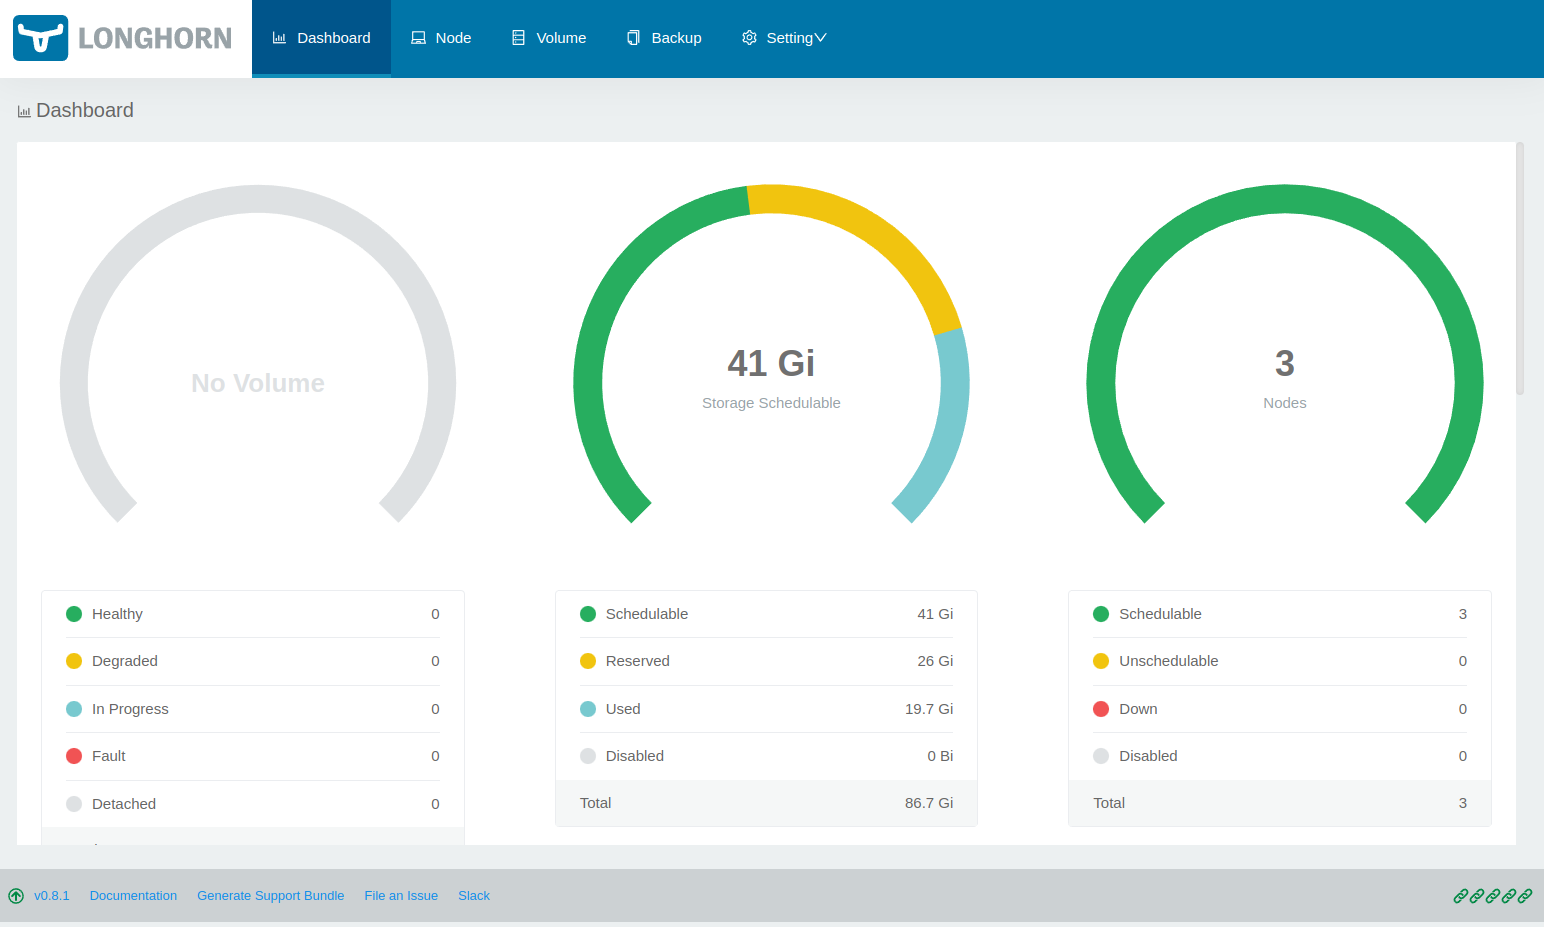 LONGHORN
Dashboard
Node
Volume
Backup
Setting
Dashboard
No Volume
41 Gi
Storage Schedulable
3
Nodes
Healthy 0
Degraded 0
In Progress 0
Fault 0
Detached 0
Schedulable 41 Gi
Reserved 26 Gi
Used 19.7 Gi
Disabled 0 Bi
Total 86.7 Gi
Schedulable 3
Unschedulable 0
Down 0
Disabled 0
Total 3
v0.8.1
Documentation
Generate Support Bundle
File an Issue
Slack